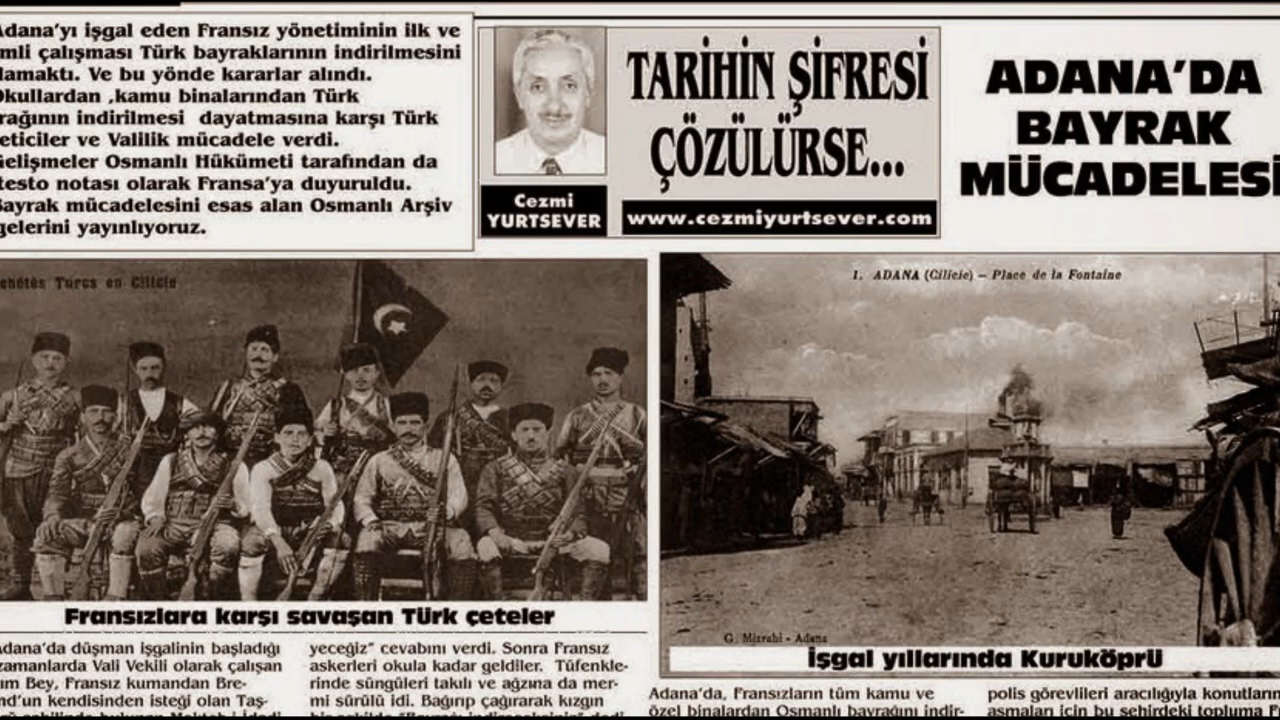 Adana'yı işgal eden Fransız yönetiminin ilk ve
mli çalışması Türk bayraklarının indirilmesini
lamaktı. Ve bu yönde kararlar alındı.
Okullardan ,kamu binalarından Türk
rağının indirilmesi dayatmasına karşı Türk
eticiler ve Valilik mücadele verdi.
Gelişmeler Osmanlı Hükümeti tarafından da
testo notası olarak Fransa'ya duyuruldu.
Bayrak mücadelesini esas alan Osmanlı Arşiv
gelerini yayınlıyoruz.
Cezmi
YURTSEVER
TARİHİN ŞİFRESİ
ÇÖZÜLÜRSE...
www.cezmiyurtsever.com
ADANA'DA
BAYRAK
MÜCADELESİ
chétés Turcs en Cilicie
1. ADANA (Cilicie) – Place de la Fontaine
G. Mizrahi - Adana
Fransızlara karşı savaşan Türk çeteler
İşgal yıllarında Kuruköprü
Adana'da düşman işgalinin başladığı
zamanlarda Vali Vekili olarak çalışan
ım Bey, Fransız kumandan Bre-
nd'un kendisinden isteği olan Taş-
yeceğiz" cevabını verdi. Sonra Fransız
askerleri okula kadar geldiler. Tüfenkle-
rinde süngüleri takılı ve ağzına da mer-
mi sürülü idi. Bağırıp çağırarak kızgın
Adana'da, Fransızların tüm kamu ve
özel binalardan Osmanlı bayrağını indir-
polis görevlileri aracılığıyla konutların
asmaları için bu şehirdeki topluma F